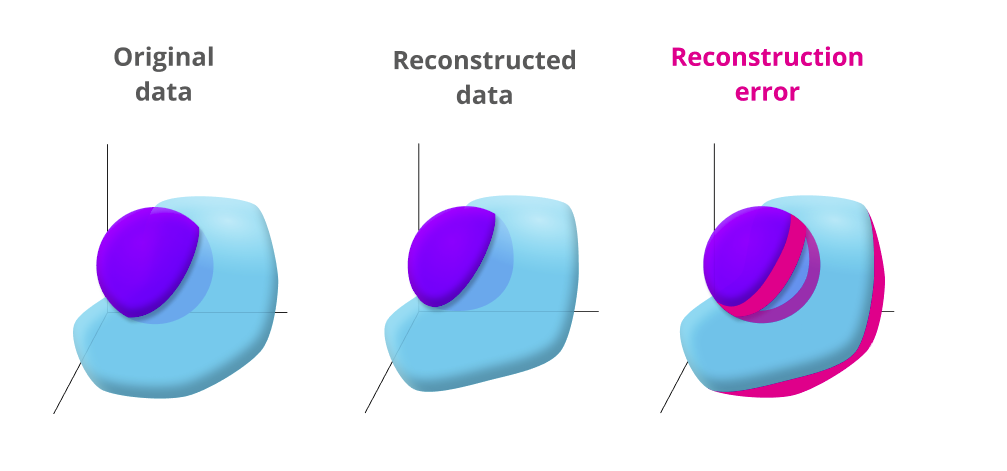 Original
data
Reconstructed
data
Reconstruction
error